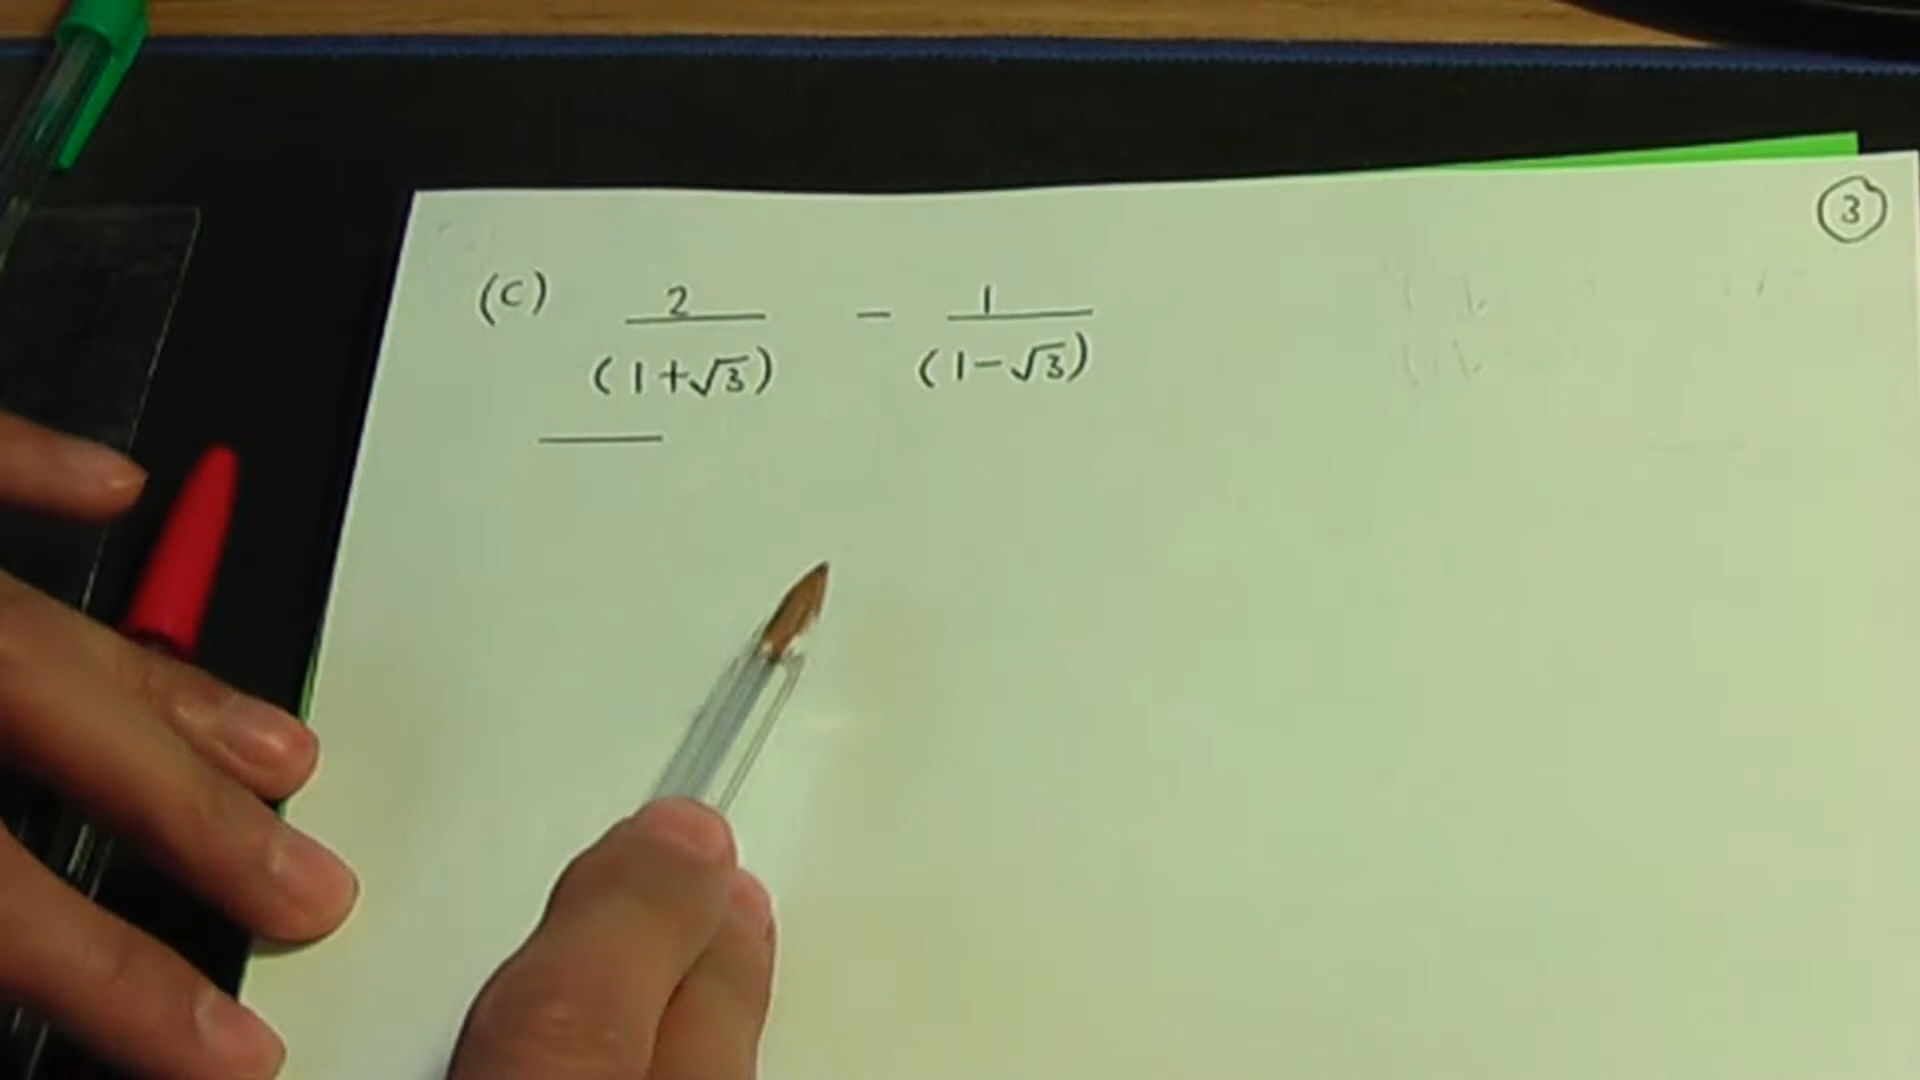 ③
(c) 2/(1+√3) - 1/(1-√3)